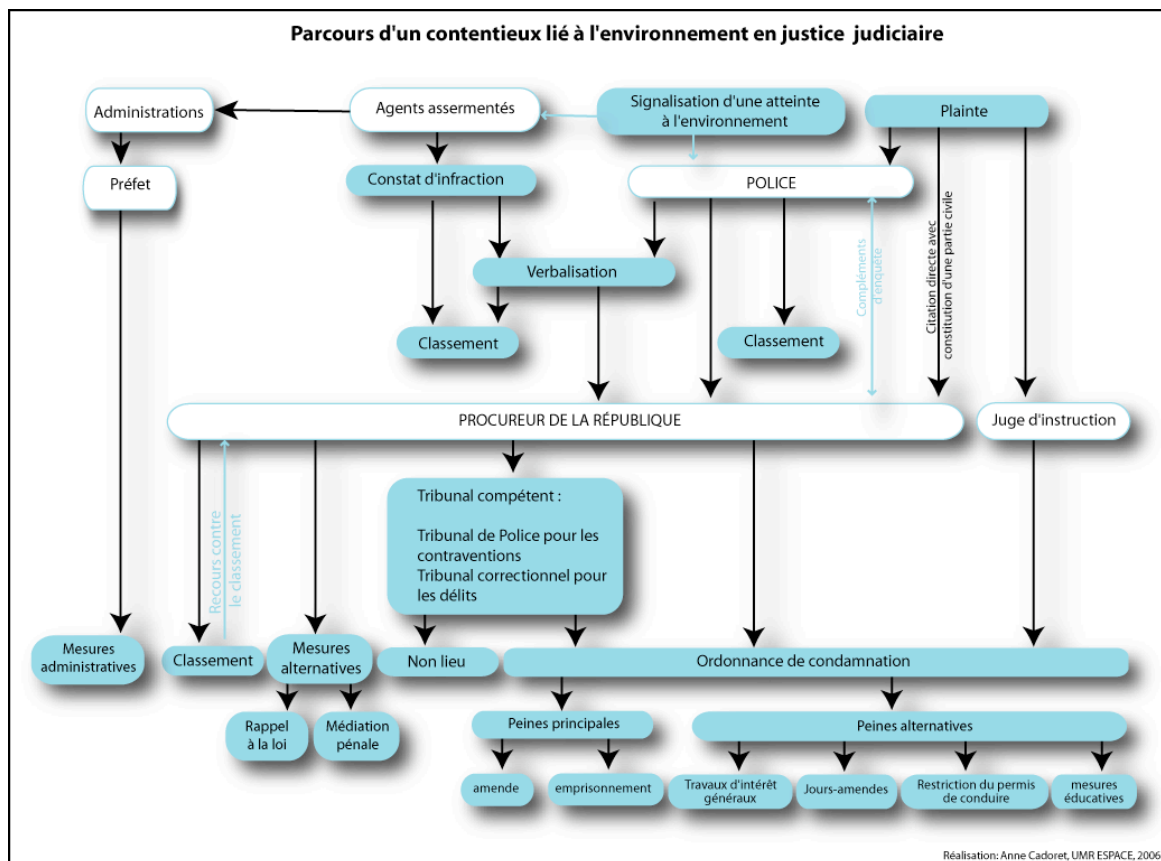 Parcours d'un contentieux lié à l'environnement en justice judiciaire
Administrations
Agents assermentés
Signalisation d'une atteinte
à l'environnement
Plainte
Préfet
Constat d'infraction
POLICE
Verbalisation
Compléments
d'enquête
Citation directe avec
constitution d'une partie civile
Classement
Classement
PROCUREUR DE LA RÉPUBLIQUE
Juge d'instruction
Tribunal compétent :
Tribunal de Police pour les
contraventions
Tribunal correctionnel pour
les délits
Recours contre
le classement
Mesures
administratives
Classement
Mesures
alternatives
Non lieu
Ordonnance de condamnation
Rappel
à la loi
Médiation
pénale
Peines principales
Peines alternatives
amende
emprisonnement
Travaux d'intérêt
généraux
Jours-amendes
Restriction du permis
de conduire
mesures
éducatives
Réalisation: Anne Cadoret, UMR ESPACE, 2006